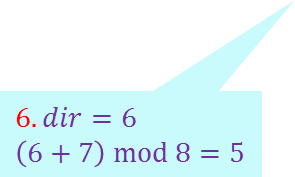 6. dir = 6
(6 + 7) mod 8 = 5